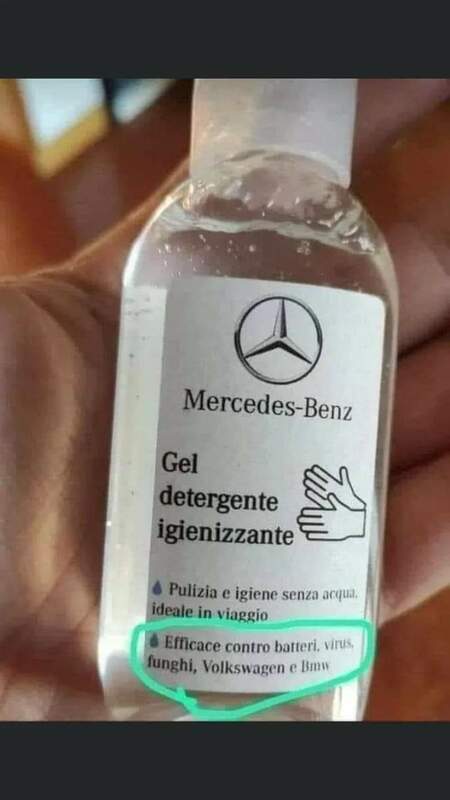 Mercedes-Benz
Gel
detergente
igienizzante
Pulizia e igiene senza acqua,
ideale in viaggio
Efficace contro batteri, virus,
funghi, Volkswagen e Bmw